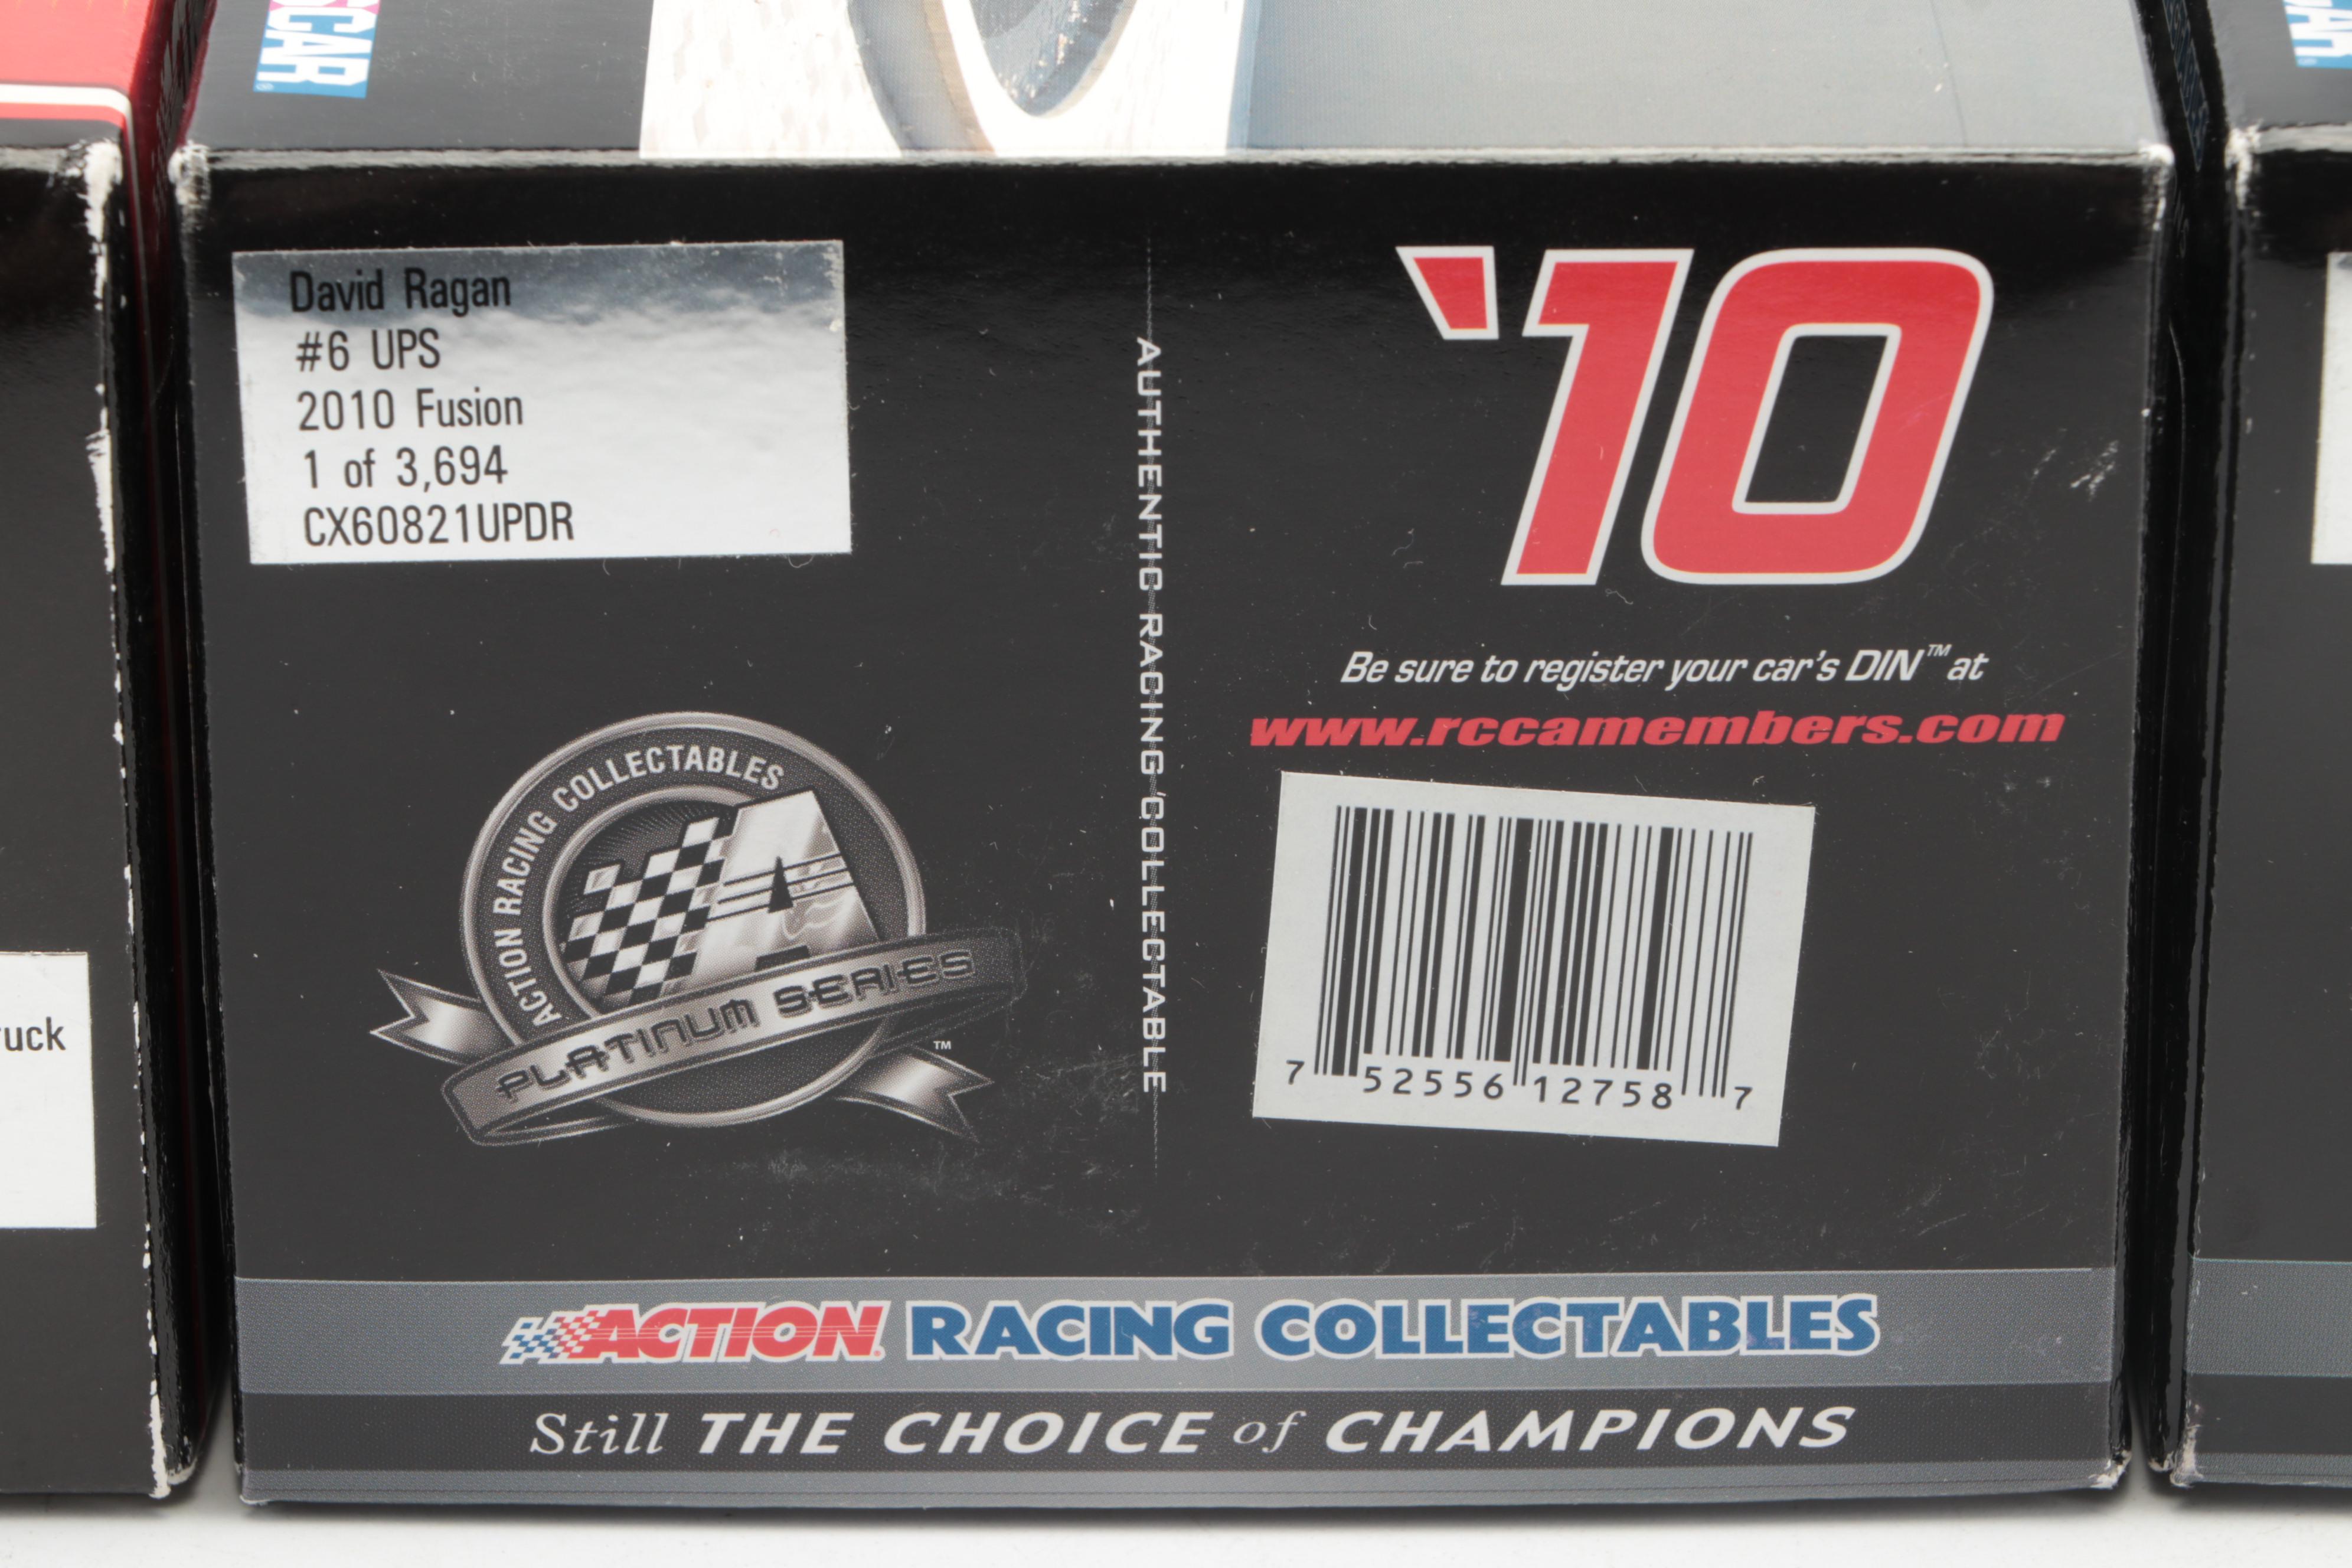 SCAR
David Ragan
#6 UPS
2010 Fusion
1 of 3,694
CX60821UPDR
ACTION RACING COLLECTABLES
PLATINUM SERIES
™
AUTHENTIC RACING COLLECTABLE
'10
Be sure to register your car's DIN™ at
www.rccamembers.com
7 52556 12758 7
ACTION RACING COLLECTABLES
Still THE CHOICE of CHAMPIONS
ruck
CAR